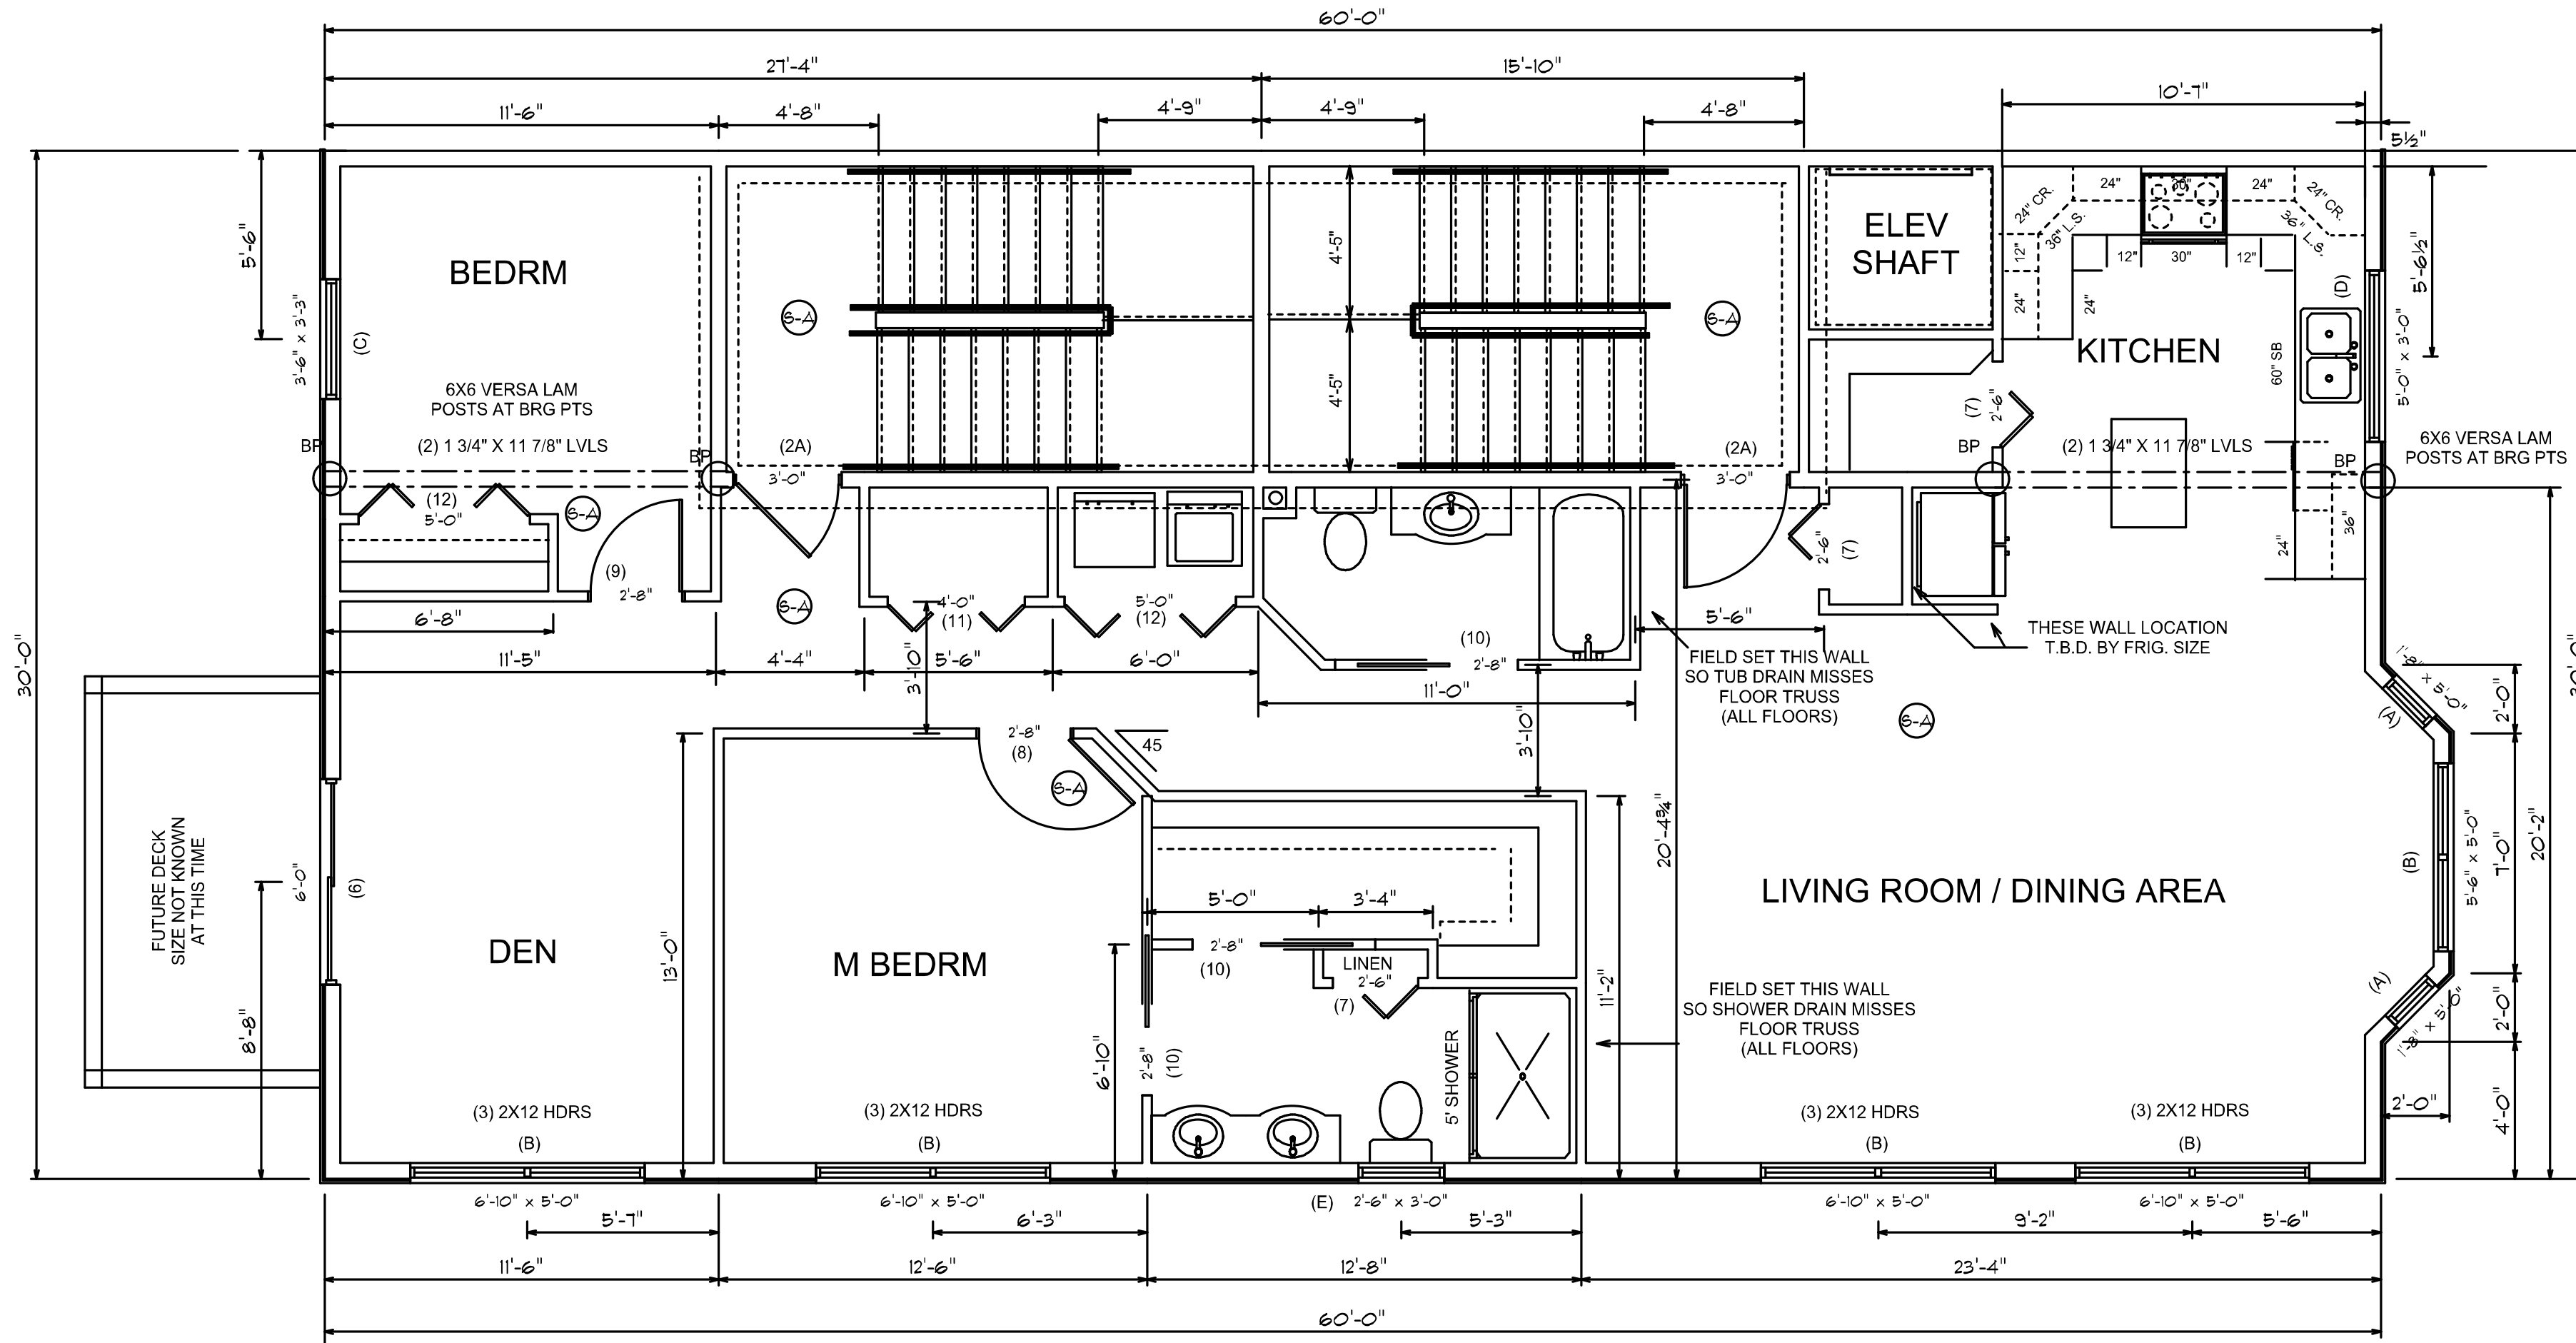 60'-0"
27'-4"
15'-10"
11'-6"
4'-8"
4'-9"
4'-9"
4'-8"
10'-7"
5½"
BEDRM
5'-6"
3'-6" x 3'-3"
(C)
6X6 VERSA LAM
POSTS AT BRG PTS
BP
(2) 1 3/4" X 11 7/8" LVLS
BP
S-A
(2A)
3'-0"
4'-5"
4'-5"
S-A
(2A)
3'-0"
ELEV
SHAFT
24" CR.
36" L.S.
24"
30"
24"
24" CR.
36" L.S.
12"
12"
30"
12"
24"
24"
KITCHEN
(D)
60" SB
5'-6½"
5'-0" x 3'-0"
(7)
2'-6"
BP
(2) 1 3/4" X 11 7/8" LVLS
BP
6X6 VERSA LAM
POSTS AT BRG PTS
36"
24"
(12)
5'-0"
S-A
(9)
2'-8"
6'-8"
S-A
4'-0"
(11)
5'-0"
(12)
(10)
2'-8"
2'-6"
(7)
5'-6"
THESE WALL LOCATION
T.B.D. BY FRIG. SIZE
FIELD SET THIS WALL
SO TUB DRAIN MISSES
FLOOR TRUSS
(ALL FLOORS)
30'-0"
11'-5"
4'-4"
3'-10"
5'-6"
6'-0"
11'-0"
3'-10"
2'-8"
(8)
45
S-A
S-A
1'-8" x 5'-0"
(A)
2'-0"
30'-0"
FUTURE DECK
SIZE NOT KNOWN
AT THIS TIME
6'-0"
(6)
8'-8"
DEN
13'-0"
M BEDRM
5'-0"
3'-4"
2'-8"
(10)
LINEN
2'-6"
(7)
6'-10"
2'-8"
(10)
5' SHOWER
11'-2"
20'-4¾"
LIVING ROOM / DINING AREA
FIELD SET THIS WALL
SO SHOWER DRAIN MISSES
FLOOR TRUSS
(ALL FLOORS)
(B)
5'-6" x 5'-0"
7'-0"
20'-2"
(A)
1'-8" x 5'-0"
2'-0"
2'-0"
4'-0"
(3) 2X12 HDRS
(B)
(3) 2X12 HDRS
(B)
(3) 2X12 HDRS
(B)
(3) 2X12 HDRS
(B)
6'-10" x 5'-0"
6'-10" x 5'-0"
(E)
2'-6" x 3'-0"
6'-10" x 5'-0"
6'-10" x 5'-0"
5'-7"
6'-3"
5'-3"
9'-2"
5'-6"
11'-6"
12'-6"
12'-8"
23'-4"
60'-0"